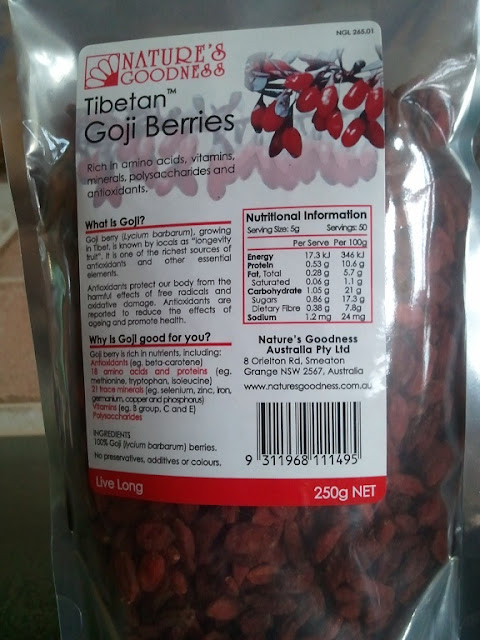 NGL 265.01
NATURE'S
GOODNESS
Tibetan™
Goji Berries
Rich in amino acids, vitamins,
minerals, polysaccharides and
antioxidants.
What is Goji?
Goji berry (Lycium barbarum), growing
in Tibet, is known by locals as "longevity
fruit". It is one of the richest sources of
antioxidants and other essential
elements.
Antioxidants protect our body from the
harmful effects of free radicals and
oxidative damage. Antioxidants are
reported to reduce the effects of
ageing and promote health.
Why is Goji good for you?
Goji berry is rich in nutrients, including:
Antioxidants (eg. beta-carotene)
18 amino acids and proteins (eg.
methionine, tryptophan, isoleucine)
21 trace minerals (eg. selenium, zinc, iron,
germanium, copper and phosphorus)
Vitamins (eg. B group, C and E)
Polysaccharides
INGREDIENTS
100% Goji (lycium barbarum) berries.
No preservatives, additives or colours.
Nutritional Information
Serving Size: 5g Servings: 50
Per Serve Per 100g
Energy 17.3 kJ 346 kJ
Protein 0.53 g 10.6 g
Fat, Total 0.28 g 5.7 g
Saturated 0.06 g 1.1 g
Carbohydrate 1.05 g 21 g
Sugars 0.86 g 17.3 g
Dietary Fibre 0.38 g 7.8g
Sodium 1.2 mg 24 mg
Nature's Goodness
Australia Pty Ltd
8 Orielton Rd, Smeaton
Grange NSW 2567, Australia
www.naturesgoodness.com.au
9 311968 111495
Live Long
250g NET